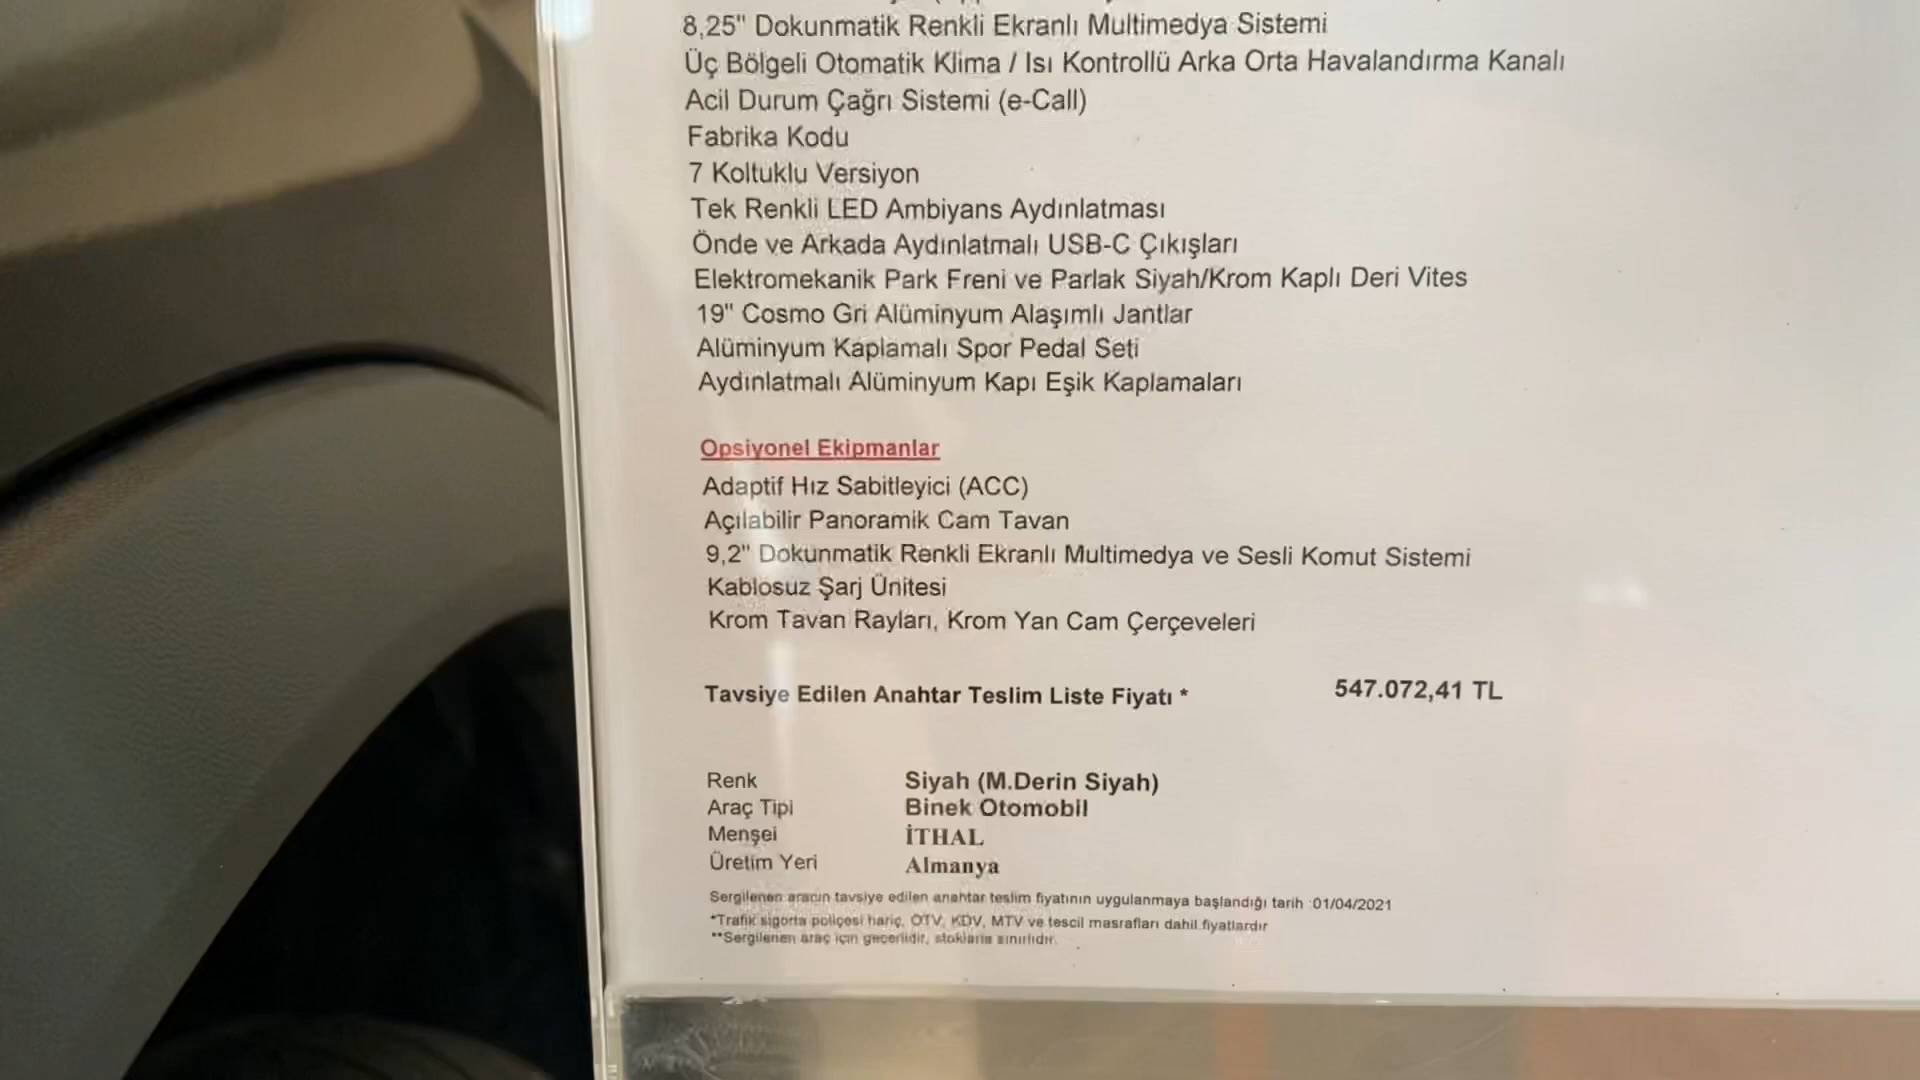 8,25" Dokunmatik Renkli Ekranlı Multimedya Sistemi
Üç Bölgeli Otomatik Klima / Isı Kontrollü Arka Orta Havalandırma Kanalı
Acil Durum Çağrı Sistemi (e-Call)
Fabrika Kodu
7 Koltuklu Versiyon
Tek Renkli LED Ambiyans Aydınlatması
Önde ve Arkada Aydınlatmalı USB-C Çıkışları
Elektromekanik Park Freni ve Parlak Siyah/Krom Kaplı Deri Vites
19" Cosmo Gri Alüminyum Alaşımlı Jantlar
Alüminyum Kaplamalı Spor Pedal Seti
Aydınlatmalı Alüminyum Kapı Eşik Kaplamaları
Opsiyonel Ekipmanlar
Adaptif Hız Sabitleyici (ACC)
Açılabilir Panoramik Cam Tavan
9,2" Dokunmatik Renkli Ekranlı Multimedya ve Sesli Komut Sistemi
Kablosuz Şarj Ünitesi
Krom Tavan Rayları, Krom Yan Cam Çerçeveleri
Tavsiye Edilen Anahtar Teslim Liste Fiyatı * 547.072,41 TL
Renk Siyah (M.Derin Siyah)
Araç Tipi Binek Otomobil
Menşei İTHAL
Üretim Yeri Almanya
Sergilenen aracın tavsiye edilen anahtar teslim fiyatının uygulanmaya başlandığı tarih :01/04/2021
*Trafik sigorta poliçesi hariç, ÖTV, KDV, MTV ve tescil masrafları dahil fiyatlardır
**Sergilenen araç için geçerlidir, stoklarla sınırlıdır.